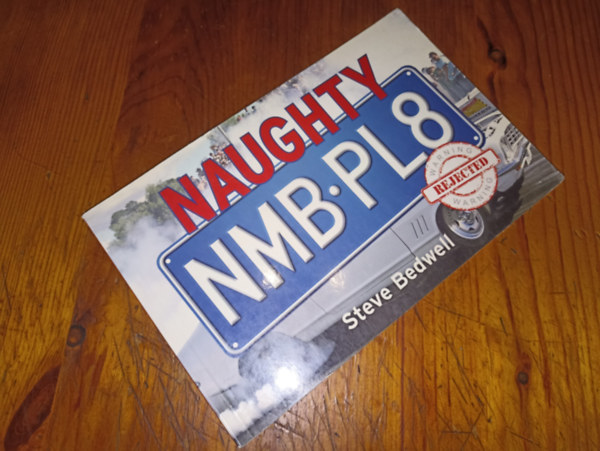 NAUGHTY
NMB·PL8
WARNING
REJECTED
WARNING
Steve Bedwell